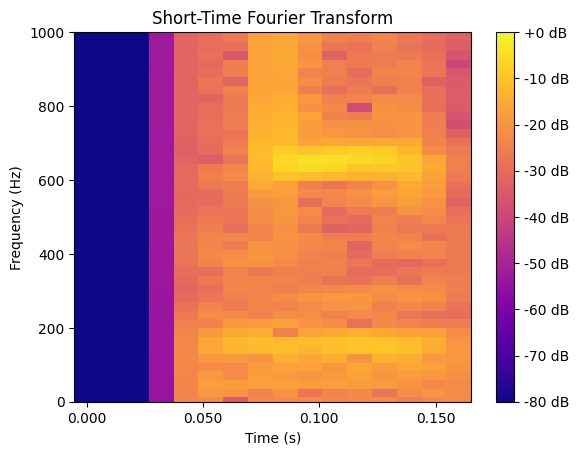 Short-Time Fourier Transform
Frequency (Hz)
1000
800
600
400
200
0
0.000
0.050
0.100
0.150
Time (s)
+0 dB
-10 dB
-20 dB
-30 dB
-40 dB
-50 dB
-60 dB
-70 dB
-80 dB